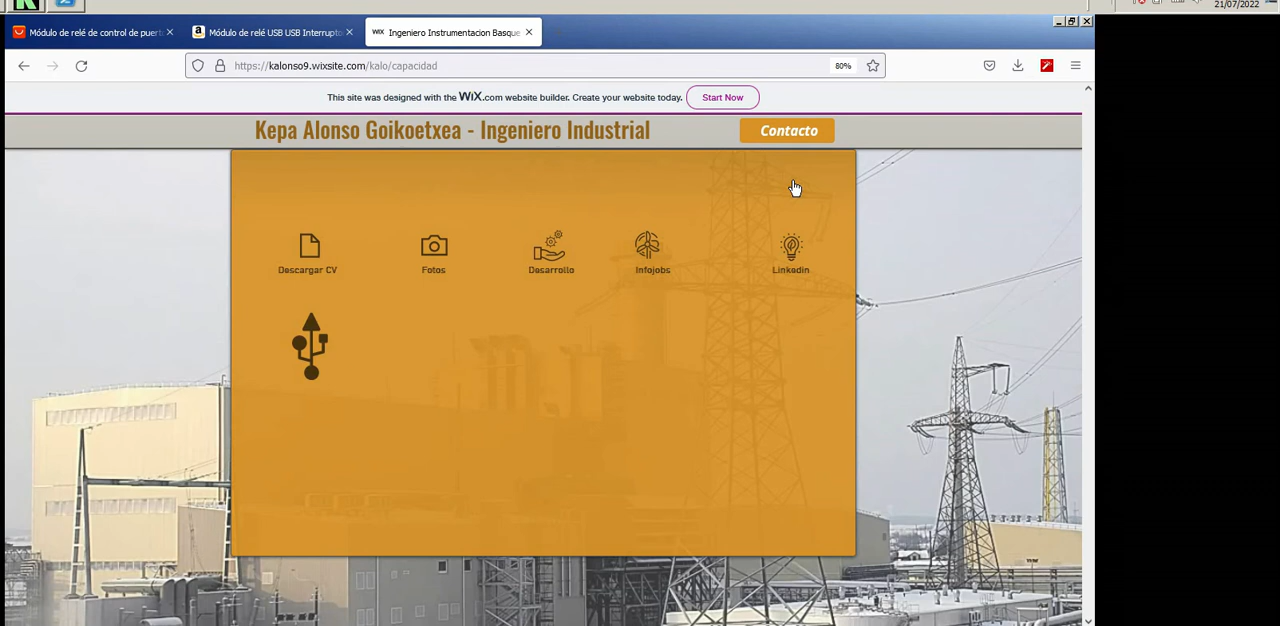 21/07/2022
Módulo de relé de control de puert
Módulo de relé USB USB Interrupto
WIX Ingeniero Instrumentacion Basque
https://kalonso9.wixsite.com/kalo/capacidad
80%
This site was designed with the WiX.com website builder. Create your website today.
Start Now
Kepa Alonso Goikoetxea - Ingeniero Industrial
Contacto
Descargar CV
Fotos
Desarrollo
Infojobs
Linkedin